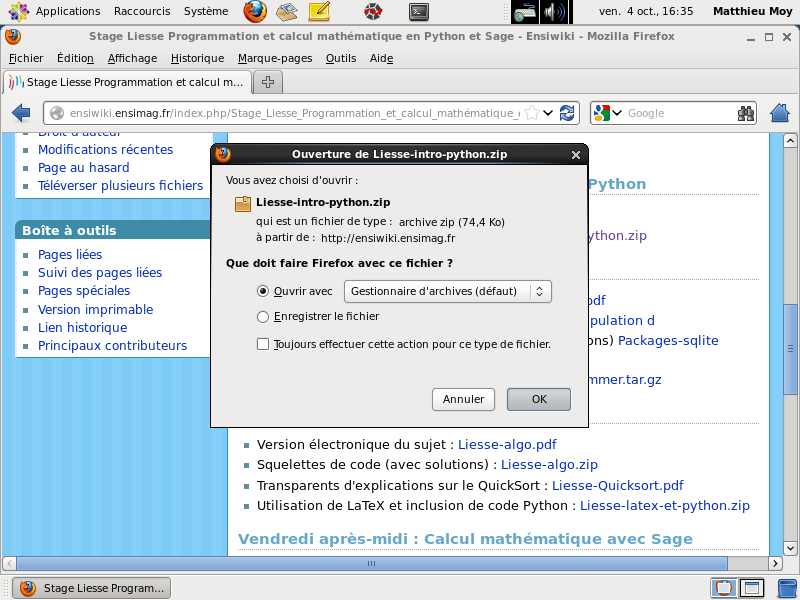 Applications Raccourcis Système ven. 4 oct., 16:35 Matthieu Moy
Stage Liesse Programmation et calcul mathématique en Python et Sage - Ensiwiki - Mozilla Firefox
Fichier Édition Affichage Historique Marque-pages Outils Aide
Stage Liesse Programmation et calcul m...
ensiwiki.ensimag.fr/index.php/Stage_Liesse_Programmation_et_calcul_mathématique_ Google
Droit d'auteur
Modifications récentes
Page au hasard
Téléverser plusieurs fichiers
Boîte à outils
Pages liées
Suivi des pages liées
Pages spéciales
Version imprimable
Lien historique
Principaux contributeurs
Ouverture de Liesse-intro-python.zip
Vous avez choisi d'ouvrir :
Liesse-intro-python.zip
qui est un fichier de type : archive zip (74,4 Ko)
à partir de : http://ensiwiki.ensimag.fr
Que doit faire Firefox avec ce fichier ?
Ouvrir avec Gestionnaire d'archives (défaut)
Enregistrer le fichier
Toujours effectuer cette action pour ce type de fichier.
Annuler OK
Python
ython.zip
pdf
pulation d
ons) Packages-sqlite
mmer.tar.gz
Version électronique du sujet : Liesse-algo.pdf
Squelettes de code (avec solutions) : Liesse-algo.zip
Transparents d'explications sur le QuickSort : Liesse-Quicksort.pdf
Utilisation de LaTeX et inclusion de code Python : Liesse-latex-et-python.zip
Vendredi après-midi : Calcul mathématique avec Sage
Stage Liesse Program...